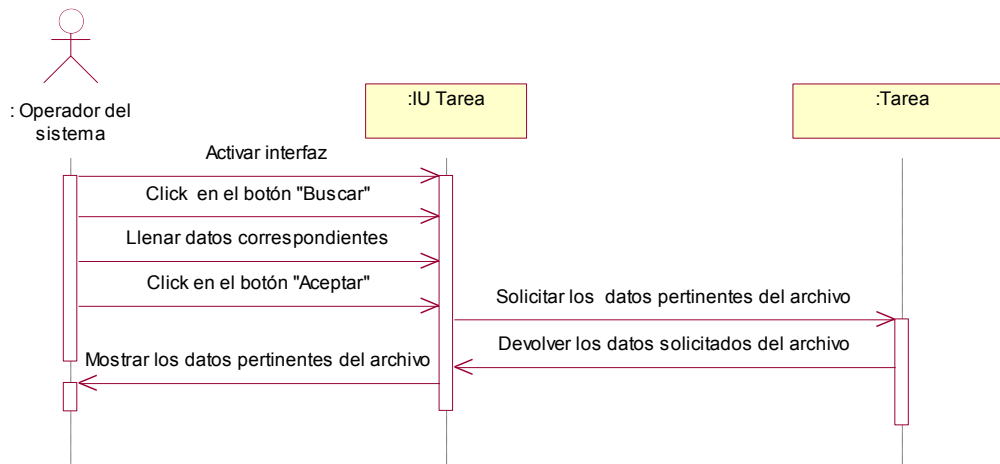 : Operador del
sistema
:IU Tarea
:Tarea
Activar interfaz
Click en el botón "Buscar"
Llenar datos correspondientes
Click en el botón "Aceptar"
Solicitar los datos pertinentes del archivo
Devolver los datos solicitados del archivo
Mostrar los datos pertinentes del archivo